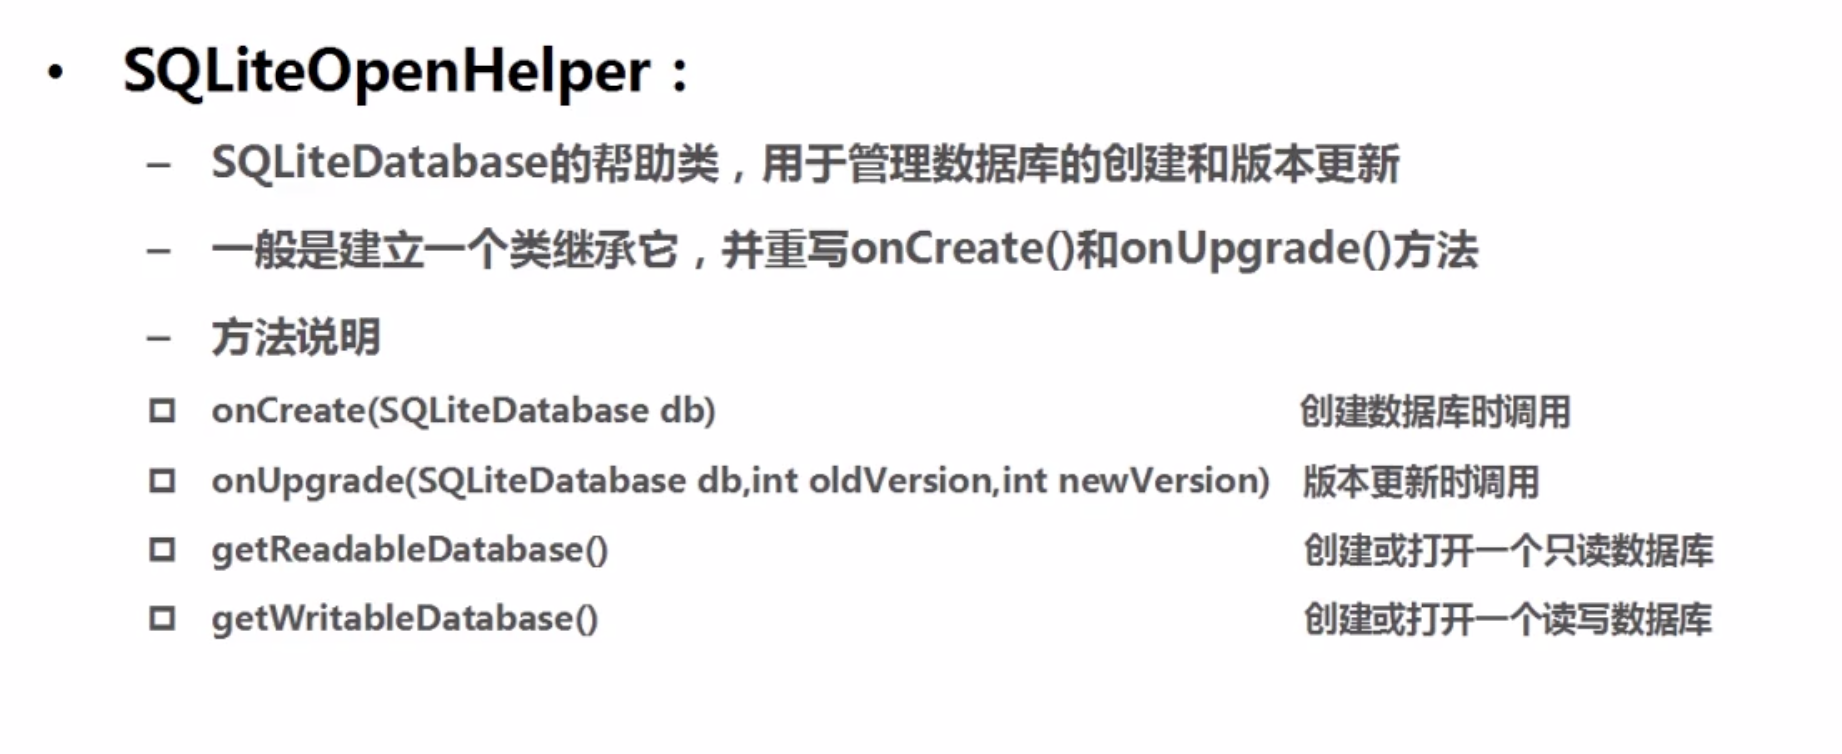 • SQLiteOpenHelper：
– SQLiteDatabase的帮助类，用于管理数据库的创建和版本更新
– 一般是建立一个类继承它，并重写onCreate()和onUpgrade()方法
– 方法说明
□ onCreate(SQLiteDatabase db) 创建数据库时调用
□ onUpgrade(SQLiteDatabase db,int oldVersion,int newVersion) 版本更新时调用
□ getReadableDatabase() 创建或打开一个只读数据库
□ getWritableDatabase() 创建或打开一个读写数据库